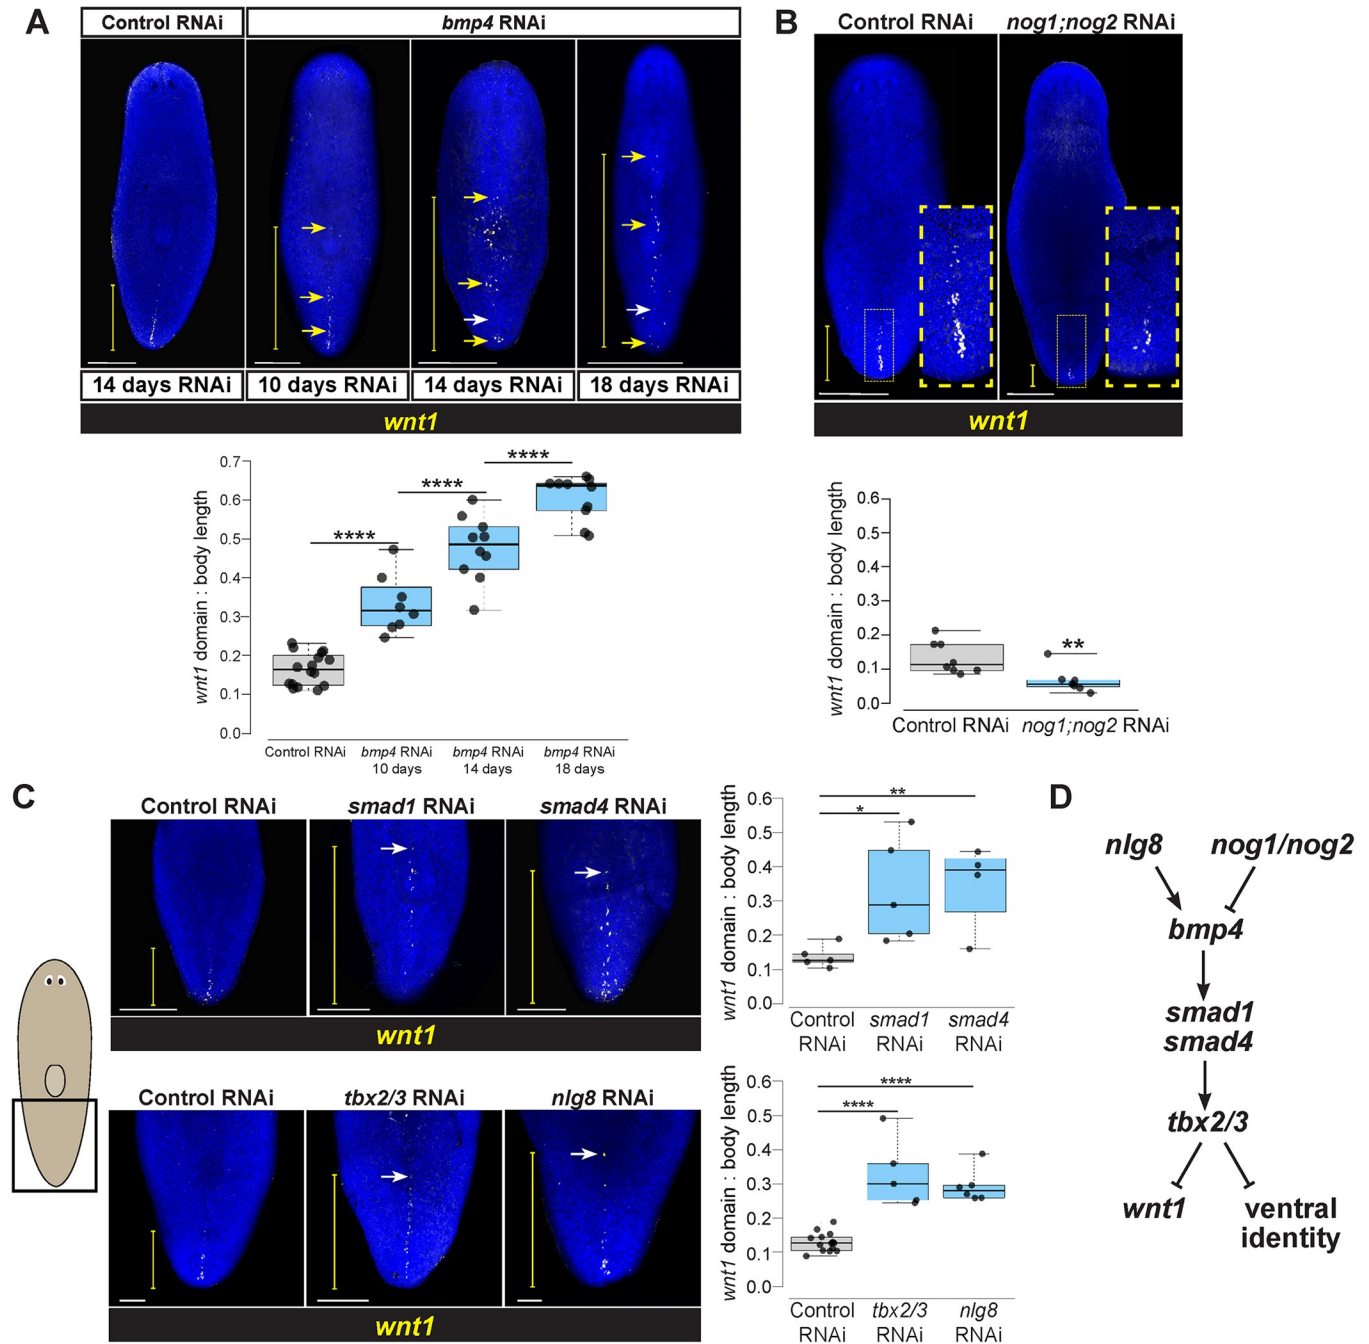 A
Control RNAi
bmp4 RNAi
14 days RNAi
10 days RNAi
14 days RNAi
18 days RNAi
wnt1
wnt1 domain : body length
0.7
0.6
0.5
0.4
0.3
0.2
0.1
0.0
****
****
****
Control RNAi
bmp4 RNAi
10 days
bmp4 RNAi
14 days
bmp4 RNAi
18 days
B
Control RNAi
nog1;nog2 RNAi
wnt1
wnt1 domain : body length
0.6
0.5
0.4
0.3
0.2
0.1
0.0
**
Control RNAi
nog1;nog2 RNAi
C
Control RNAi
smad1 RNAi
smad4 RNAi
wnt1
wnt1 domain : body length
0.6
0.5
0.4
0.3
0.2
0.1
0.0
**
*
Control
RNAi
smad1
RNAi
smad4
RNAi
Control RNAi
tbx2/3 RNAi
nlg8 RNAi
wnt1
wnt1 domain : body length
0.6
0.5
0.4
0.3
0.2
0.1
0.0
****
****
Control
RNAi
tbx2/3
RNAi
nlg8
RNAi
D
nlg8
nog1/nog2
bmp4
smad1
smad4
tbx2/3
wnt1
ventral
identity